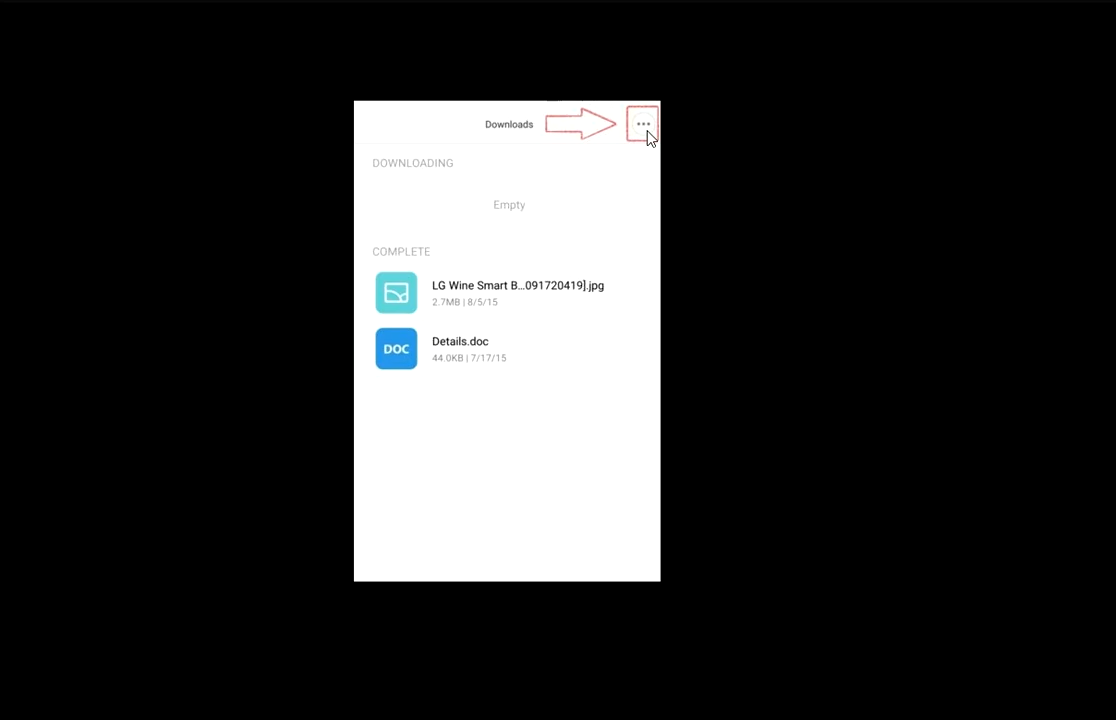 Downloads
DOWNLOADING
Empty
COMPLETE
LG Wine Smart B...091720419].jpg
2.7MB | 8/5/15
DOC
Details.doc
44.0KB | 7/17/15